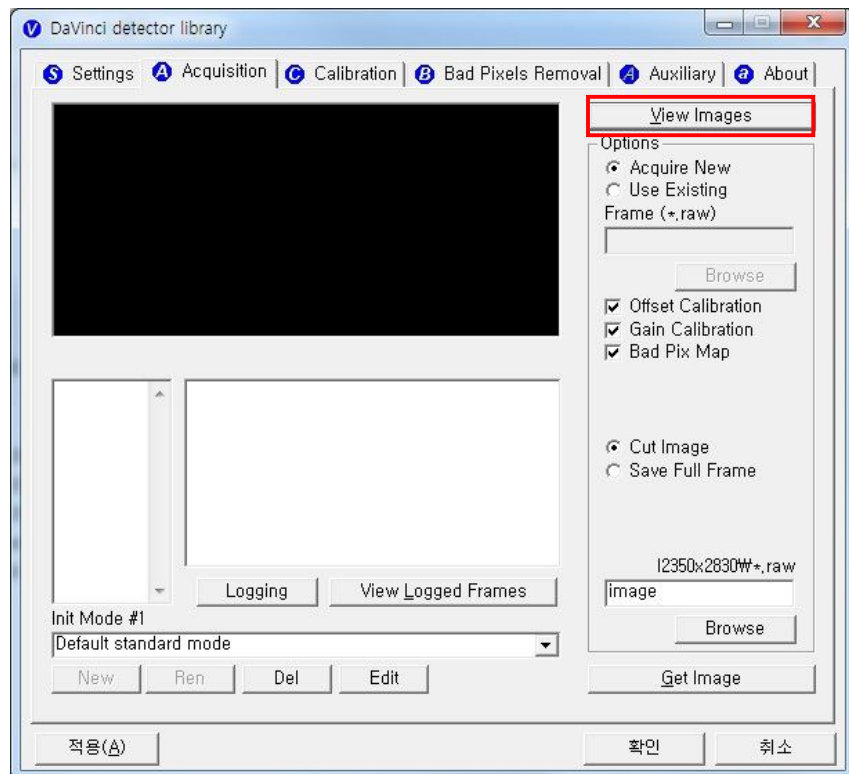 DaVinci detector library
Settings Acquisition Calibration Bad Pixels Removal Auxiliary About
View Images
Options
Acquire New
Use Existing
Frame (*.raw)
Browse
Offset Calibration
Gain Calibration
Bad Pix Map
Cut Image
Save Full Frame
I2350x2830₩*.raw
image
Browse
Get Image
Logging View Logged Frames
Init Mode #1
Default standard mode
New Ren Del Edit
적용(A) 확인 취소